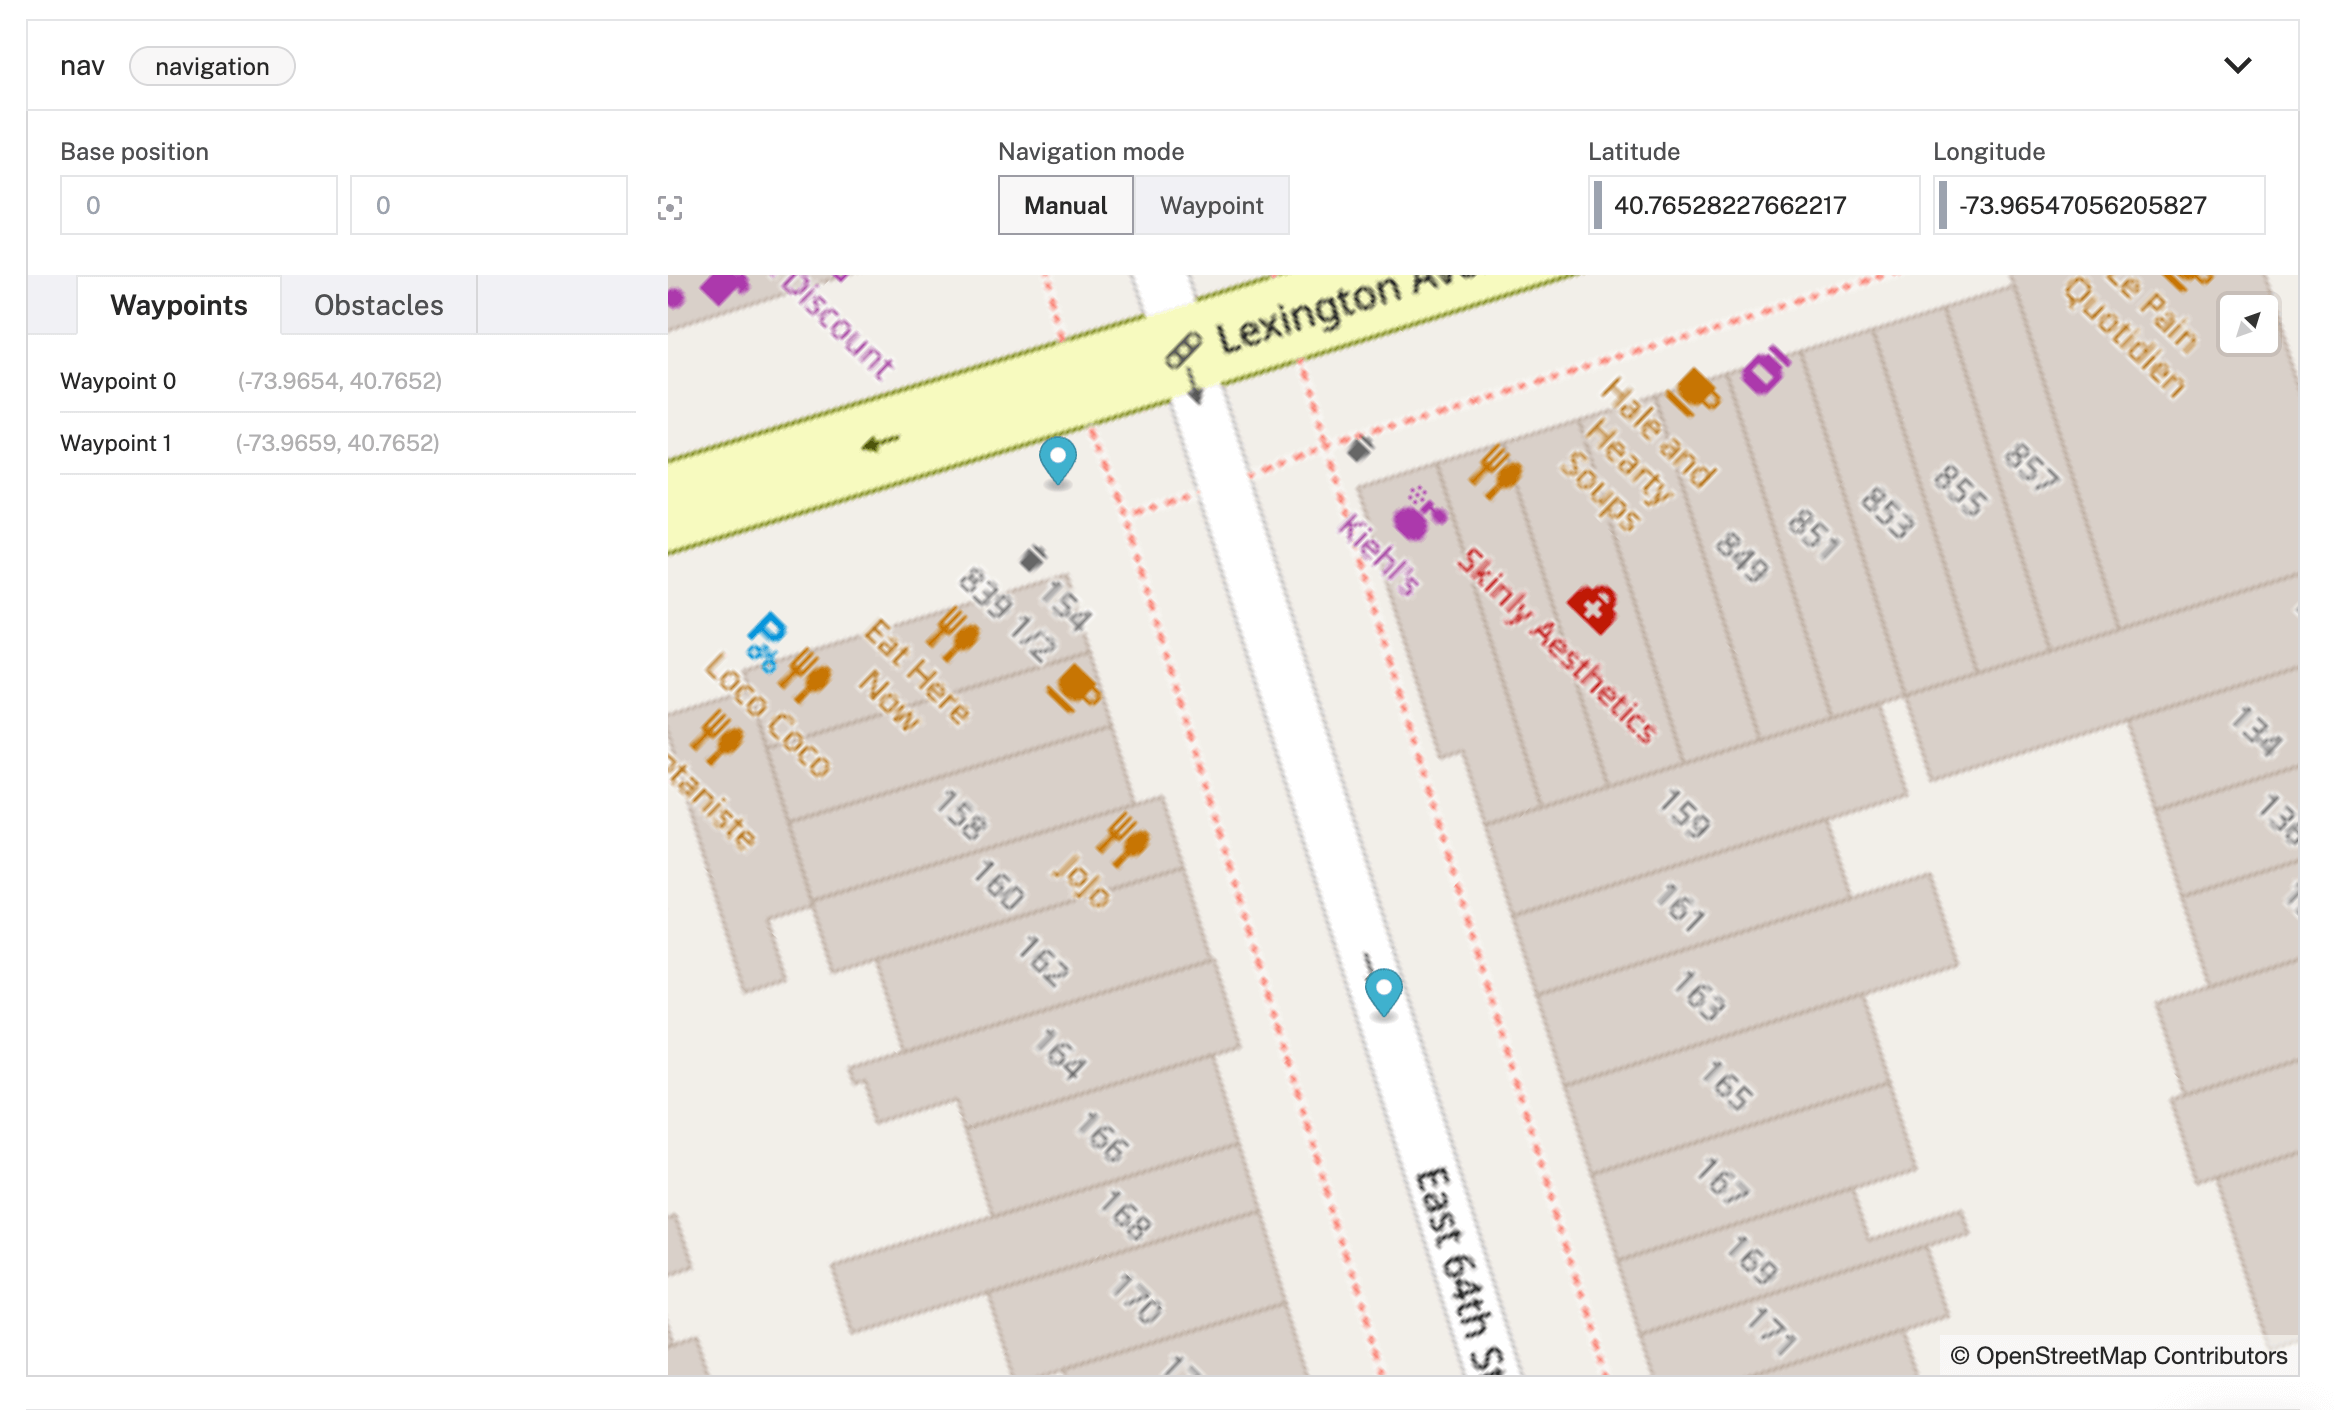 nav navigation
Base position Navigation mode Latitude Longitude
0 0 Manual Waypoint 40.76528227662217 -73.96547056205827
Waypoints Obstacles
Waypoint 0 (-73.9654, 40.7652)
Waypoint 1 (-73.9659, 40.7652)
Discount
Lexington
Le Pain
Quotidien
Hale and
Hearty
Soups
Kiehl's
Skinly Aesthetics
849
851
853
855
857
839 1/2
154
P
Eat Here
Now
Loco Coco
158
160
JoJo
162
164
166
168
170
159
161
163
165
167
169
171
134
136
East 64th
© OpenStreetMap Contributors